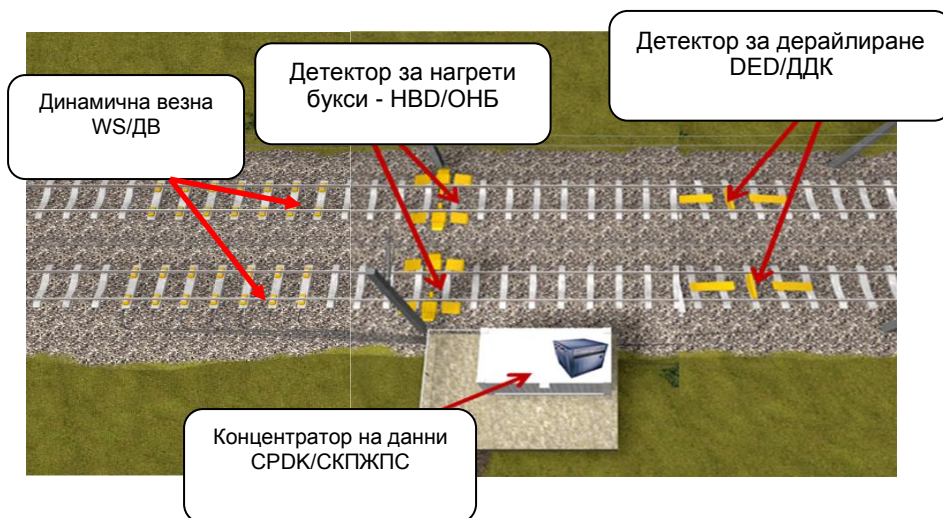 Детектор за дерайлиране
DED/ДДК
Детектор за нагрети
букси - HBD/ОНБ
Динамична везна
WS/ДВ
Концентратор на данни
CPDK/СКПЖПС